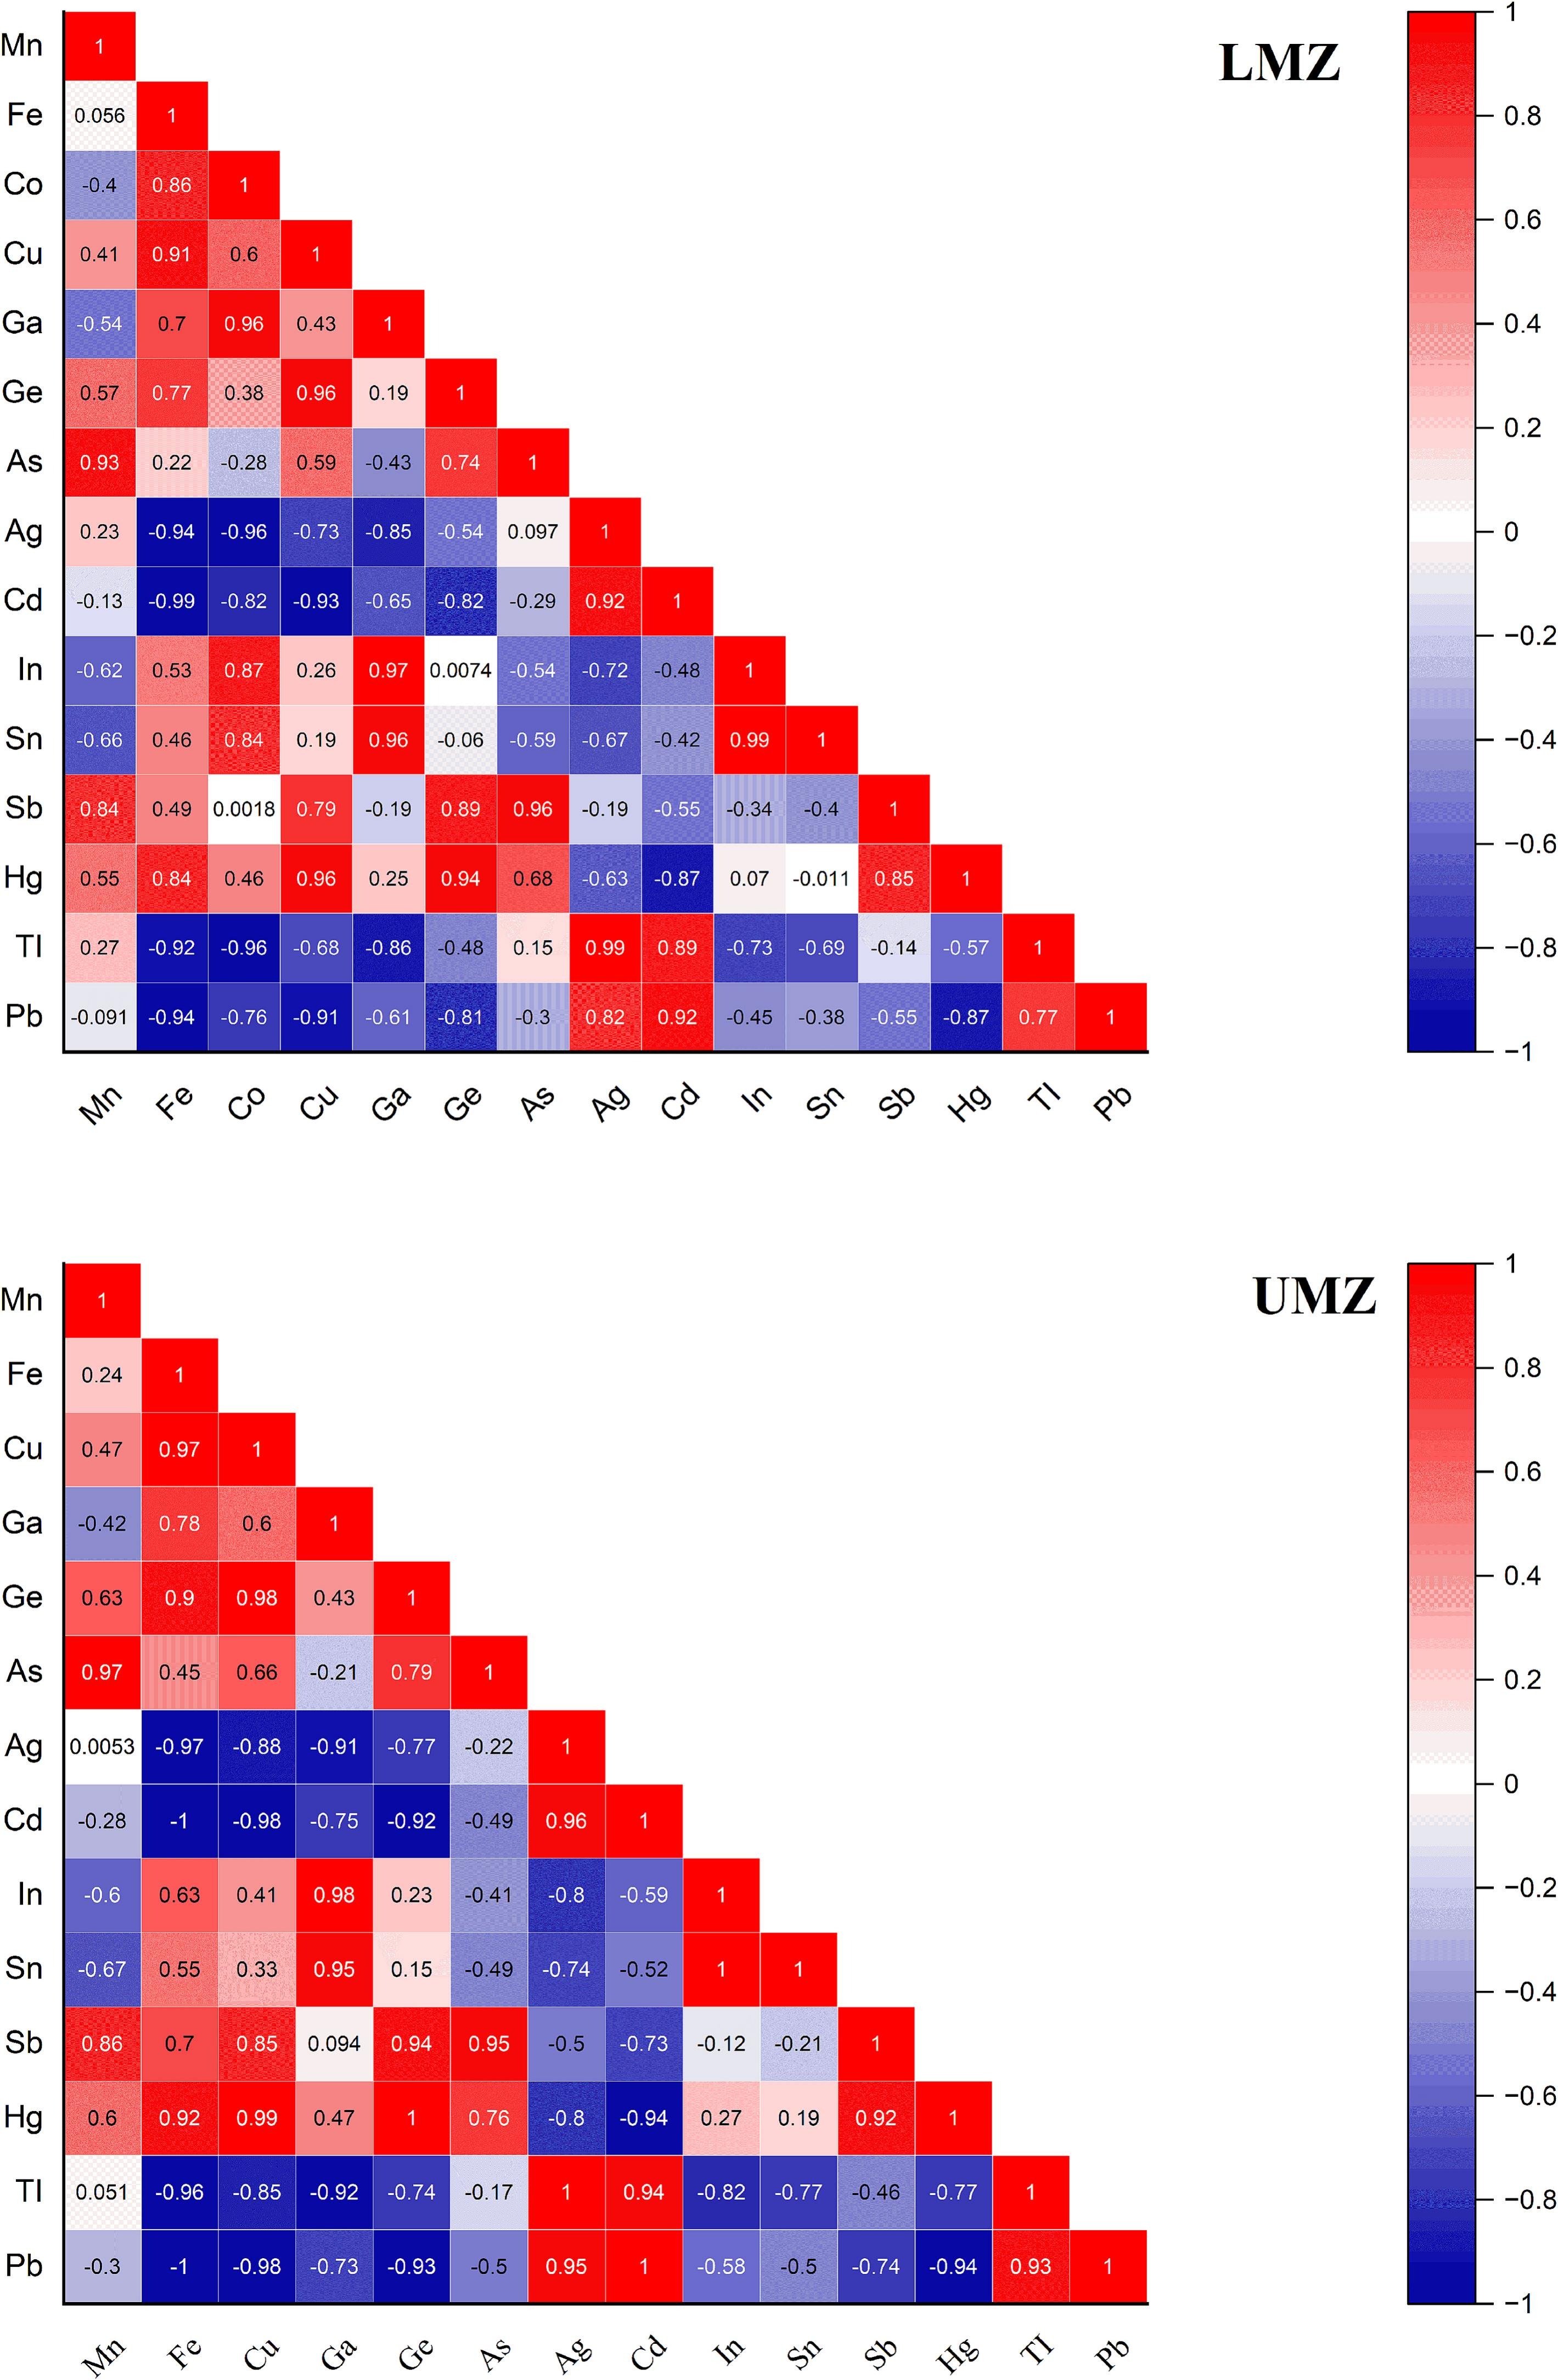 LMZ
Mn 1
Fe 0.056 1
Co -0.4 0.86 1
Cu 0.41 0.91 0.6 1
Ga -0.54 0.7 0.96 0.43 1
Ge 0.57 0.77 0.38 0.96 0.19 1
As 0.93 0.22 -0.28 0.59 -0.43 0.74 1
Ag 0.23 -0.94 -0.96 -0.73 -0.85 -0.54 0.097 1
Cd -0.13 -0.99 -0.82 -0.93 -0.65 -0.82 -0.29 0.92 1
In -0.62 0.53 0.87 0.26 0.97 0.0074 -0.54 -0.72 -0.48 1
Sn -0.66 0.46 0.84 0.19 0.96 -0.06 -0.59 -0.67 -0.42 0.99 1
Sb 0.84 0.49 0.0018 0.79 -0.19 0.89 0.96 -0.19 -0.55 -0.34 -0.4 1
Hg 0.55 0.84 0.46 0.96 0.25 0.94 0.68 -0.63 -0.87 0.07 -0.011 0.85 1
TI 0.27 -0.92 -0.96 -0.68 -0.86 -0.48 0.15 0.99 0.89 -0.73 -0.69 -0.14 -0.57 1
Pb -0.091 -0.94 -0.76 -0.91 -0.61 -0.81 -0.3 0.82 0.92 -0.45 -0.38 -0.55 -0.87 0.77 1
Mn Fe Co Cu Ga Ge As Ag Cd In Sn Sb Hg TI Pb
1
0.8
0.6
0.4
0.2
0
−0.2
−0.4
−0.6
−0.8
−1
UMZ
Mn 1
Fe 0.24 1
Cu 0.47 0.97 1
Ga -0.42 0.78 0.6 1
Ge 0.63 0.9 0.98 0.43 1
As 0.97 0.45 0.66 -0.21 0.79 1
Ag 0.0053 -0.97 -0.88 -0.91 -0.77 -0.22 1
Cd -0.28 -1 -0.98 -0.75 -0.92 -0.49 0.96 1
In -0.6 0.63 0.41 0.98 0.23 -0.41 -0.8 -0.59 1
Sn -0.67 0.55 0.33 0.95 0.15 -0.49 -0.74 -0.52 1 1
Sb 0.86 0.7 0.85 0.094 0.94 0.95 -0.5 -0.73 -0.12 -0.21 1
Hg 0.6 0.92 0.99 0.47 1 0.76 -0.8 -0.94 0.27 0.19 0.92 1
TI 0.051 -0.96 -0.85 -0.92 -0.74 -0.17 1 0.94 -0.82 -0.77 -0.46 -0.77 1
Pb -0.3 -1 -0.98 -0.73 -0.93 -0.5 0.95 1 -0.58 -0.5 -0.74 -0.94 0.93 1
Mn Fe Cu Ga Ge As Ag Cd In Sn Sb Hg TI Pb
1
0.8
0.6
0.4
0.2
0
−0.2
−0.4
−0.6
−0.8
−1